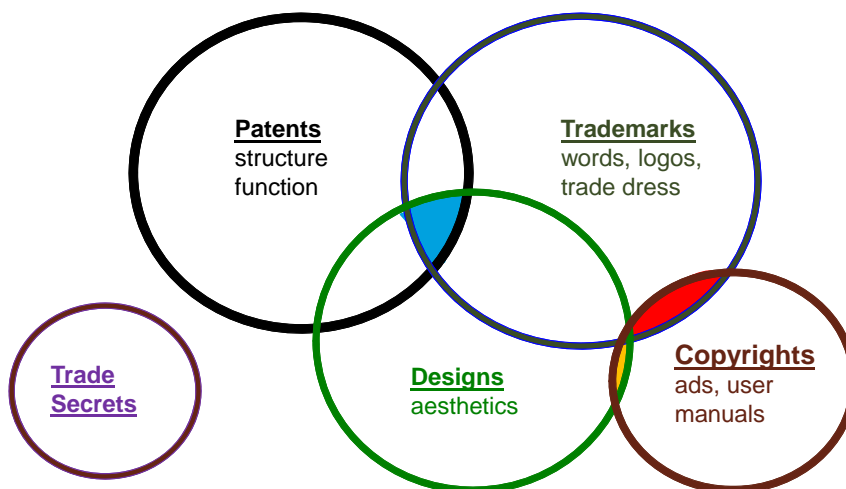 Patents
structure
function
Trademarks
words, logos,
trade dress
Trade
Secrets
Designs
aesthetics
Copyrights
ads, user
manuals